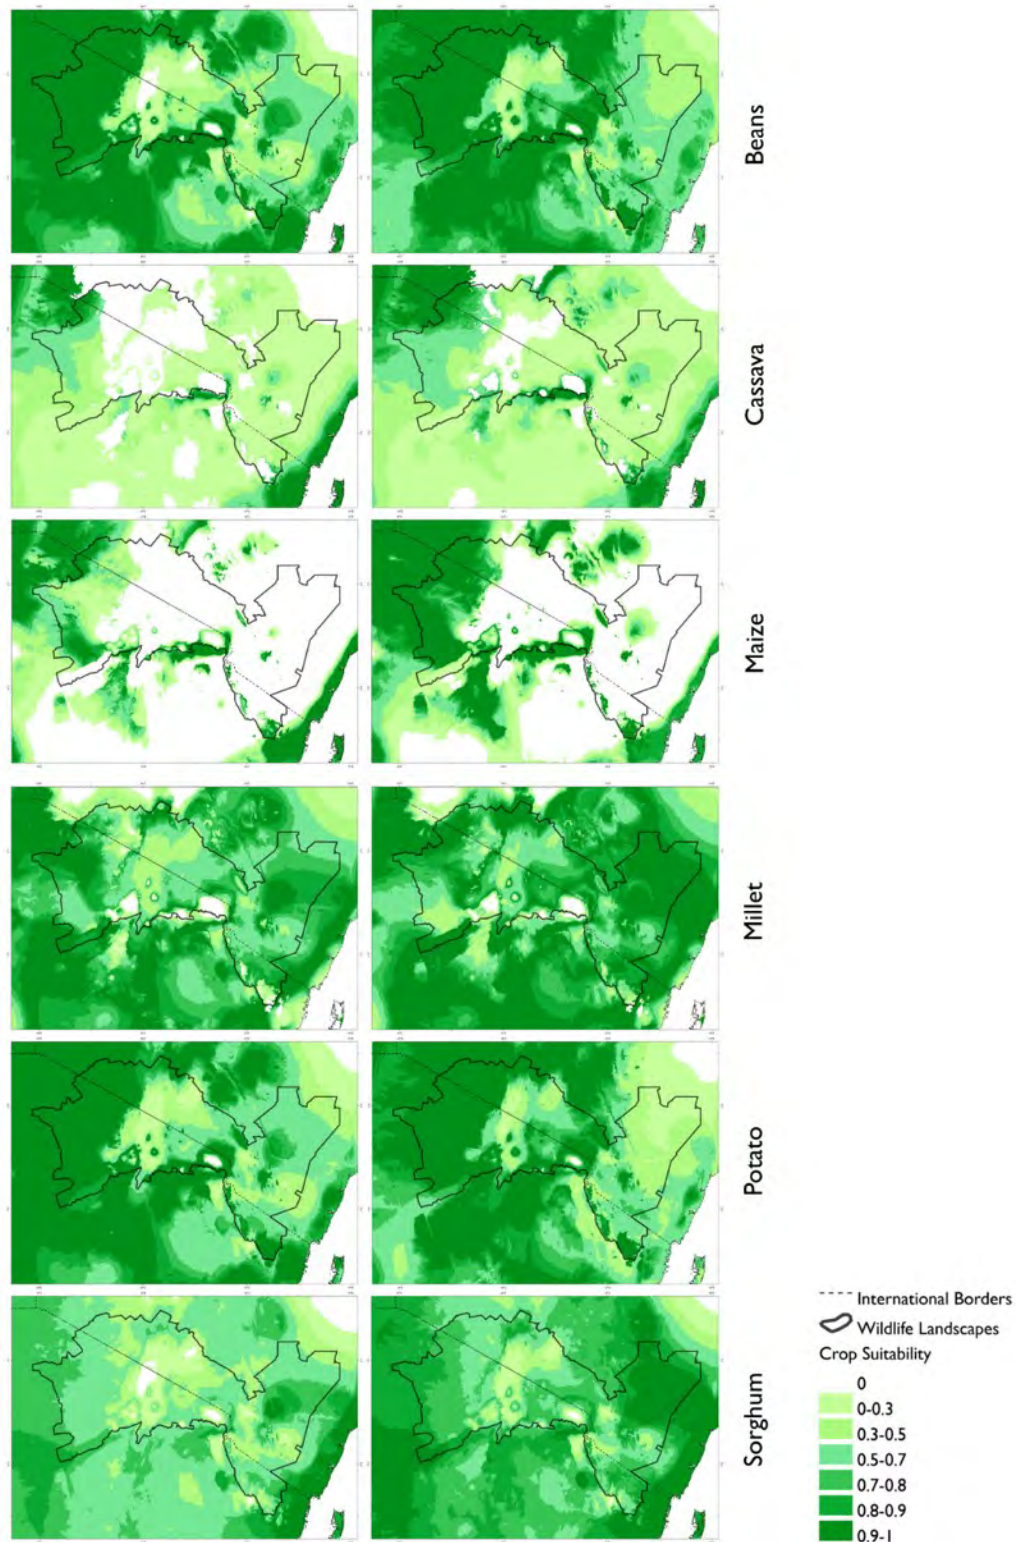 Beans
Cassava
Maize
Millet
Potato
Sorghum
International Borders
Wildlife Landscapes
Crop Suitability
0
0-0.3
0.3-0.5
0.5-0.7
0.7-0.8
0.8-0.9
0.9-1